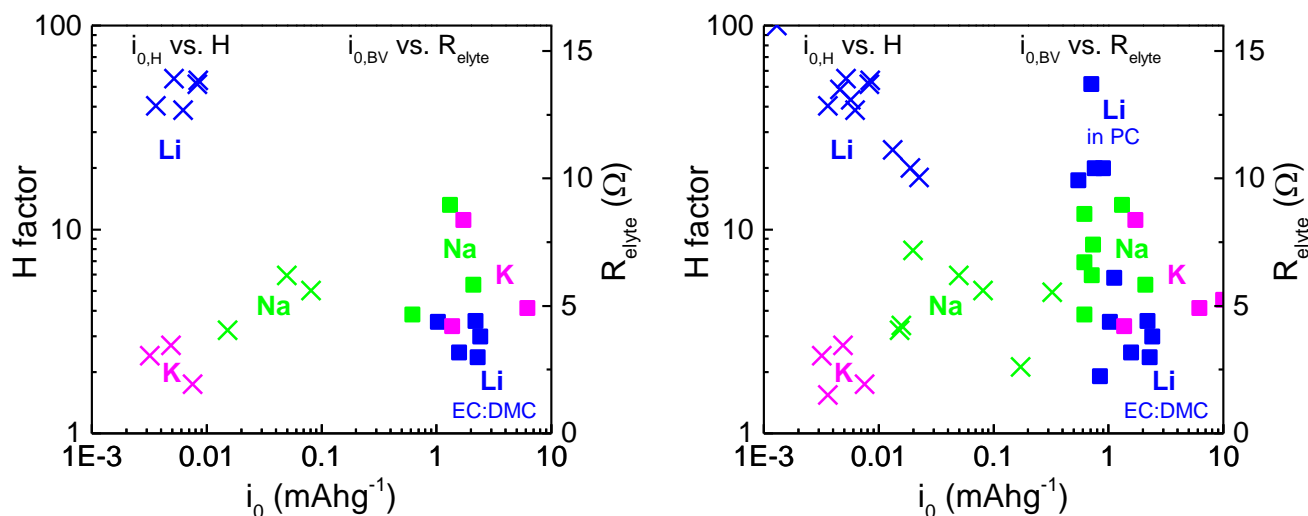 i0,H vs. H
i0,BV vs. Relyte
100
10
1
H factor
Li
Na
K
Na
K
Li
EC:DMC
15
10
5
0
Relyte (Ω)
1E-3
0.01
0.1
1
10
i0 (mAhg-1)
i0,H vs. H
i0,BV vs. Relyte
100
10
1
H factor
Li
Na
K
Li
in PC
Na
K
Li
EC:DMC
15
10
5
0
Relyte (Ω)
1E-3
0.01
0.1
1
10
i0 (mAhg-1)